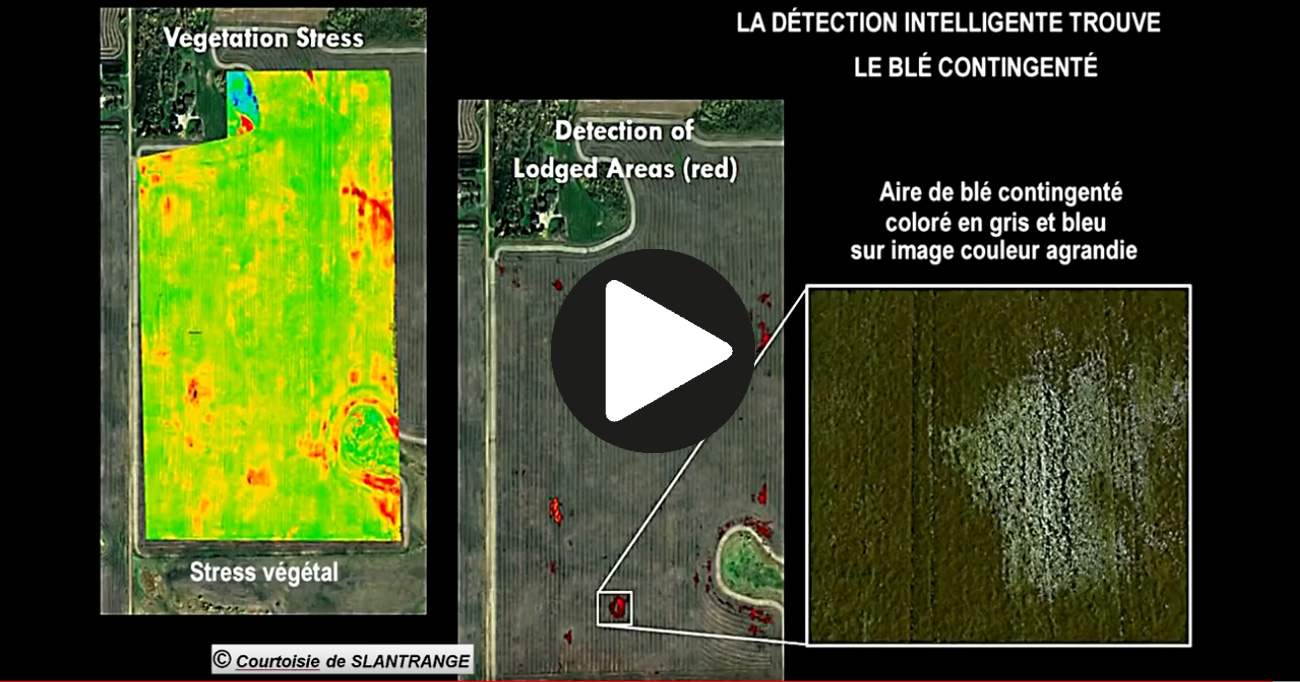 Vegetation Stress
Stress végétal
Detection of
Lodged Areas (red)
LA DÉTECTION INTELLIGENTE TROUVE
LE BLÉ CONTINGENTÉ
Aire de blé contingenté
coloré en gris et bleu
sur image couleur agrandie
© Courtoisie de SLANTRANGE